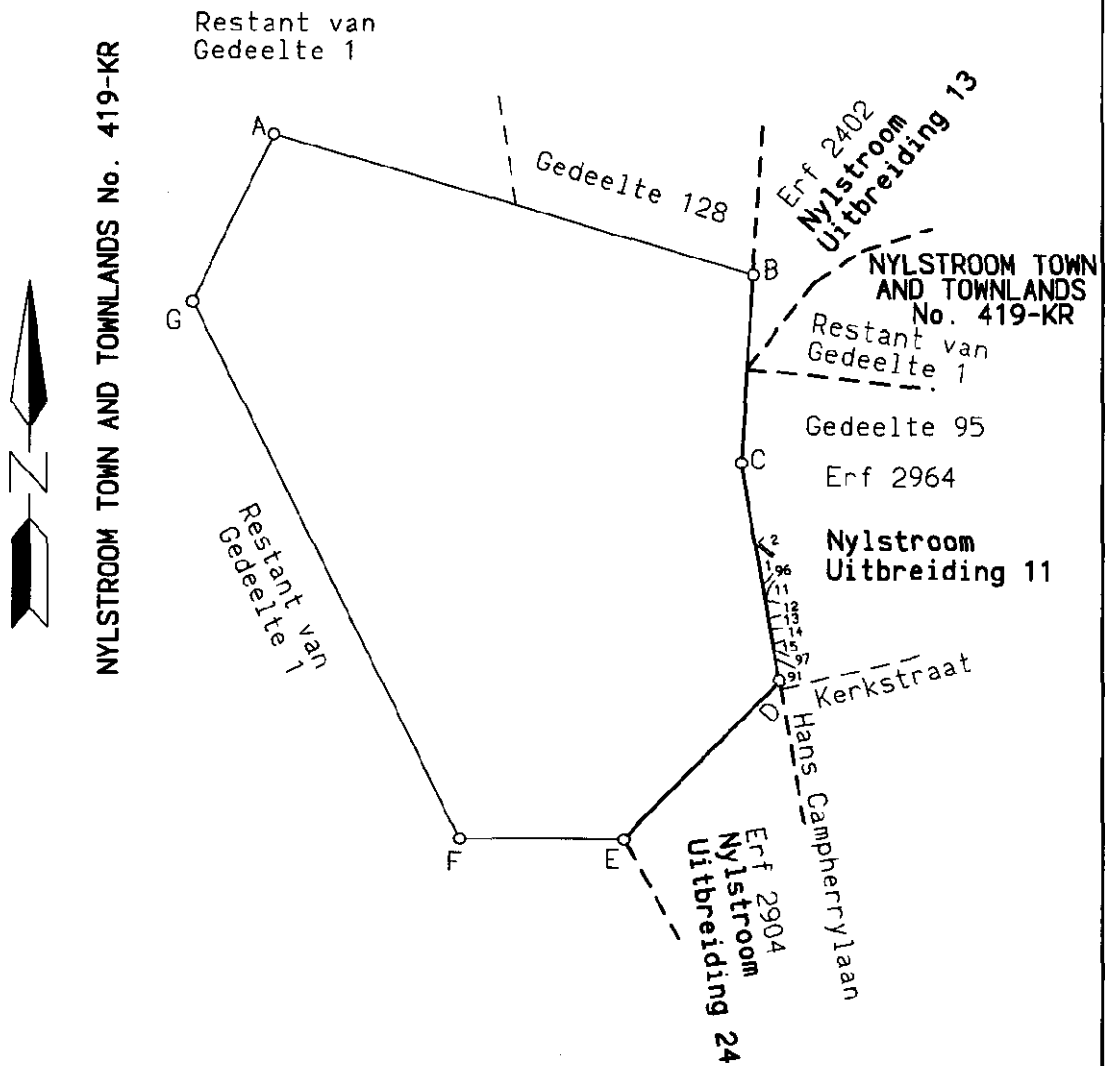 Restant van
Gedeelte 1
NYLSTROOM TOWN AND TOWNLANDS No. 419-KR
A
Gedeelte 128
Erf 2402
Nylstroom
Uitbreiding 13
B
NYLSTROOM TOWN
AND TOWNLANDS
No. 419-KR
G
Restant van
Gedeelte 1
Gedeelte 95
C
Erf 2964
N
Restant van
Gedeelte 1
Nylstroom
Uitbreiding 11
2
1
96
11
12
13
14
15
97
91
Kerkstraat
D
Hans Campherrylaan
F
E
Erf 2904
Nylstroom
Uitbreiding 24